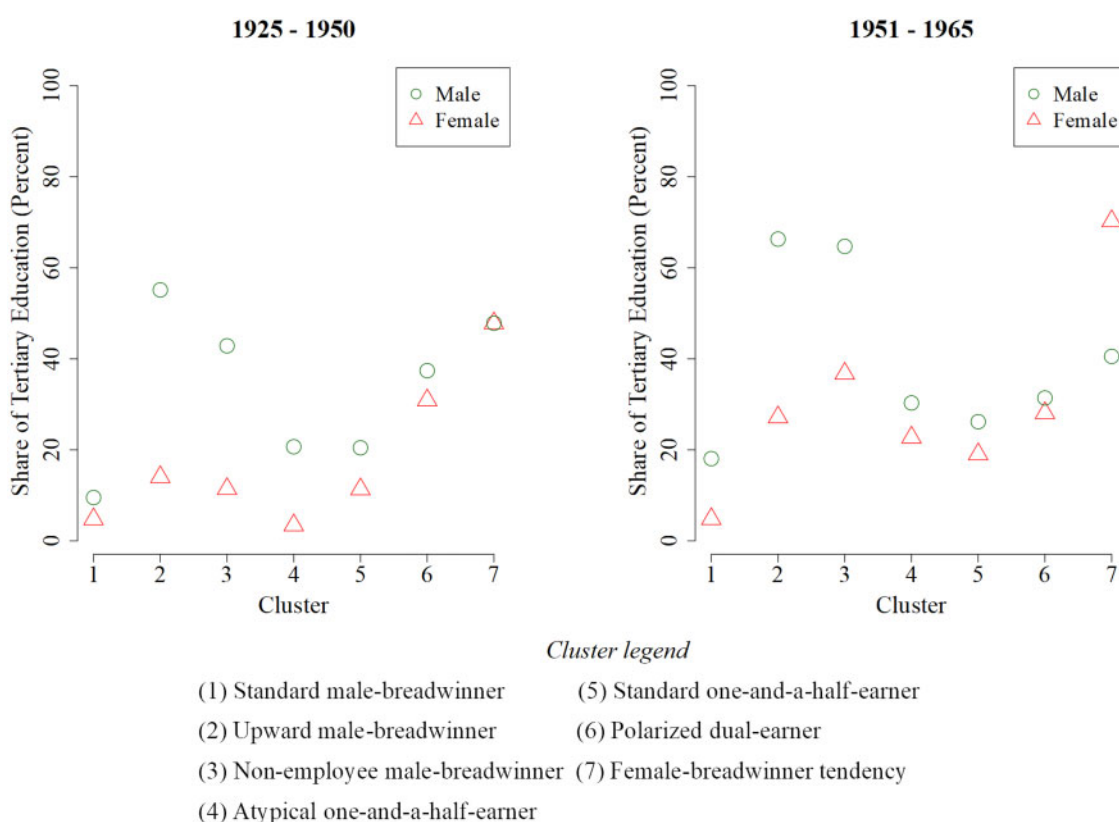 1925 - 1950
1951 - 1965
Share of Tertiary Education (Percent)
100
80
60
40
20
0
Male
Female
1 2 3 4 5 6 7
Cluster
Share of Tertiary Education (Percent)
100
80
60
40
20
0
Male
Female
1 2 3 4 5 6 7
Cluster
Cluster legend
(1) Standard male-breadwinner
(2) Upward male-breadwinner
(3) Non-employee male-breadwinner
(4) Atypical one-and-a-half-earner
(5) Standard one-and-a-half-earner
(6) Polarized dual-earner
(7) Female-breadwinner tendency